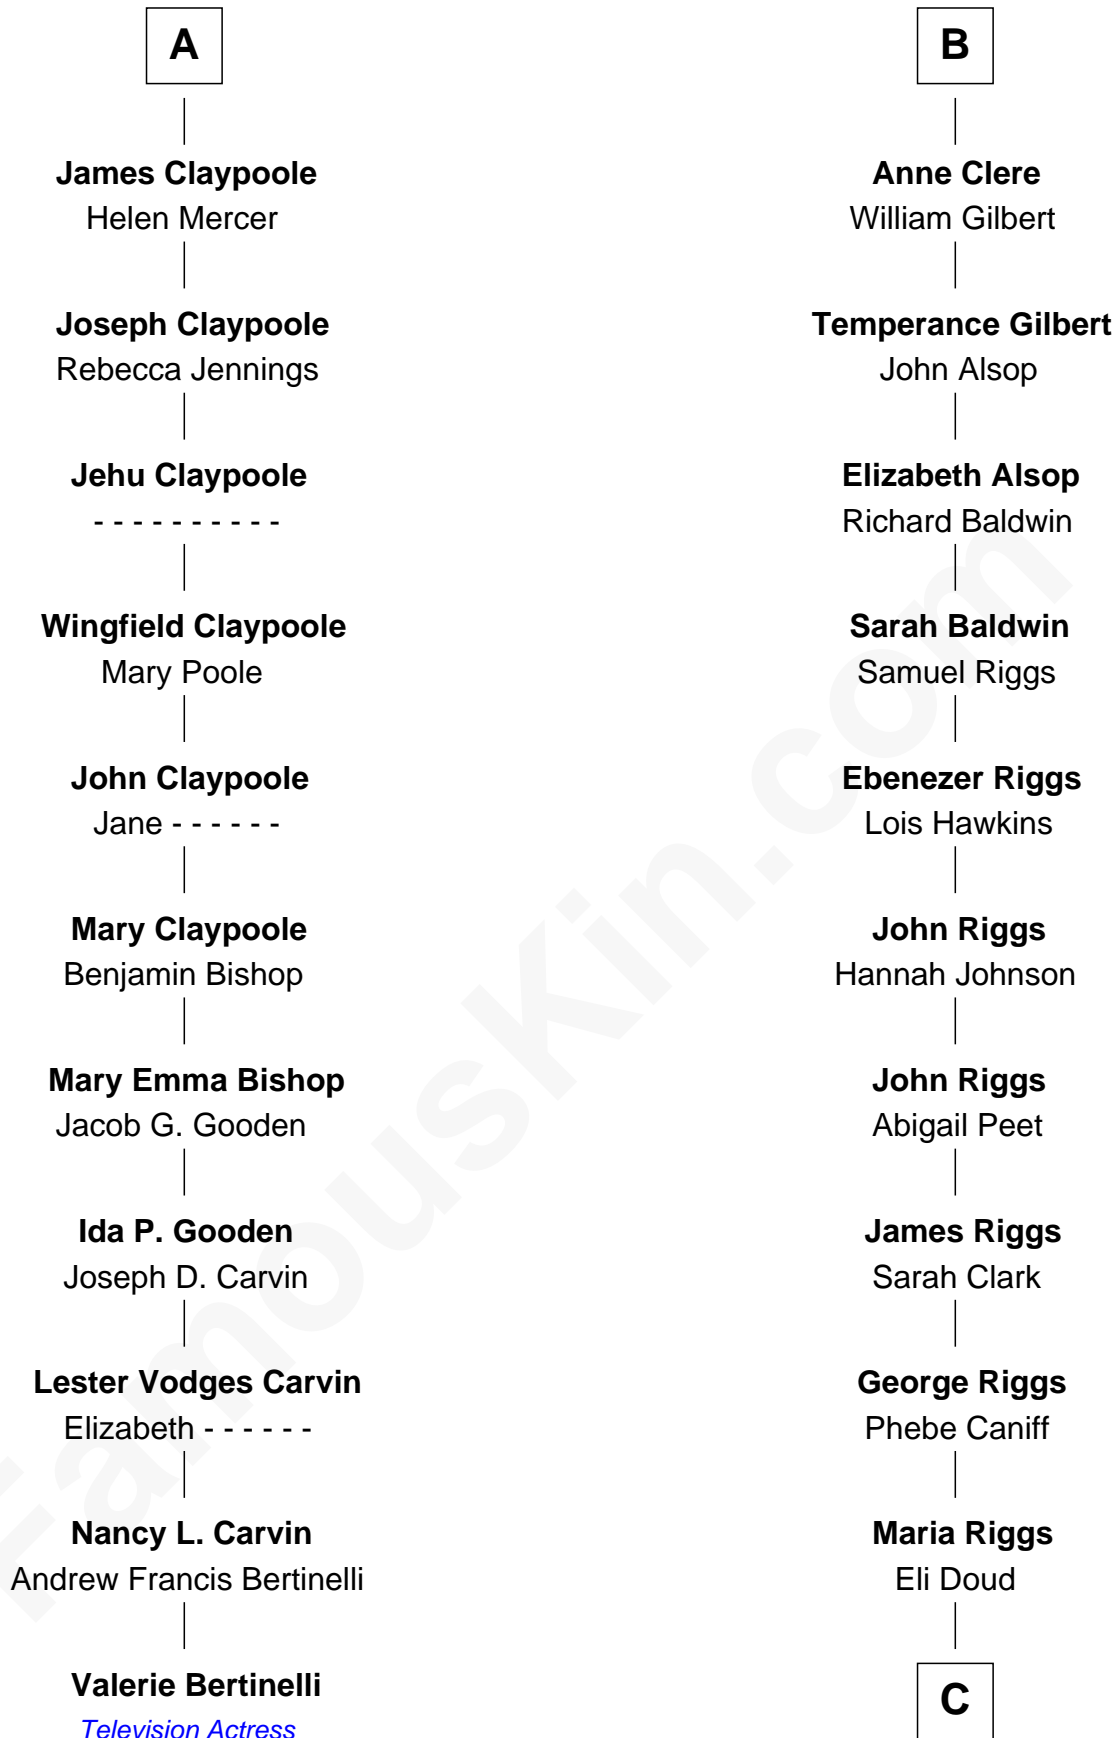 A
James Claypoole
Helen Mercer
Joseph Claypoole
Rebecca Jennings
Jehu Claypoole
- - - - - - - - - -
Wingfield Claypoole
Mary Poole
John Claypoole
Jane - - - - - -
Mary Claypoole
Benjamin Bishop
Mary Emma Bishop
Jacob G. Gooden
Ida P. Gooden
Joseph D. Carvin
Lester Vodges Carvin
Elizabeth - - - - - -
Nancy L. Carvin
Andrew Francis Bertinelli
Valerie Bertinelli
Television Actress
B
Anne Clere
William Gilbert
Temperance Gilbert
John Alsop
Elizabeth Alsop
Richard Baldwin
Sarah Baldwin
Samuel Riggs
Ebenezer Riggs
Lois Hawkins
John Riggs
Hannah Johnson
John Riggs
Abigail Peet
James Riggs
Sarah Clark
George Riggs
Phebe Caniff
Maria Riggs
Eli Doud
C
FamousKin.com